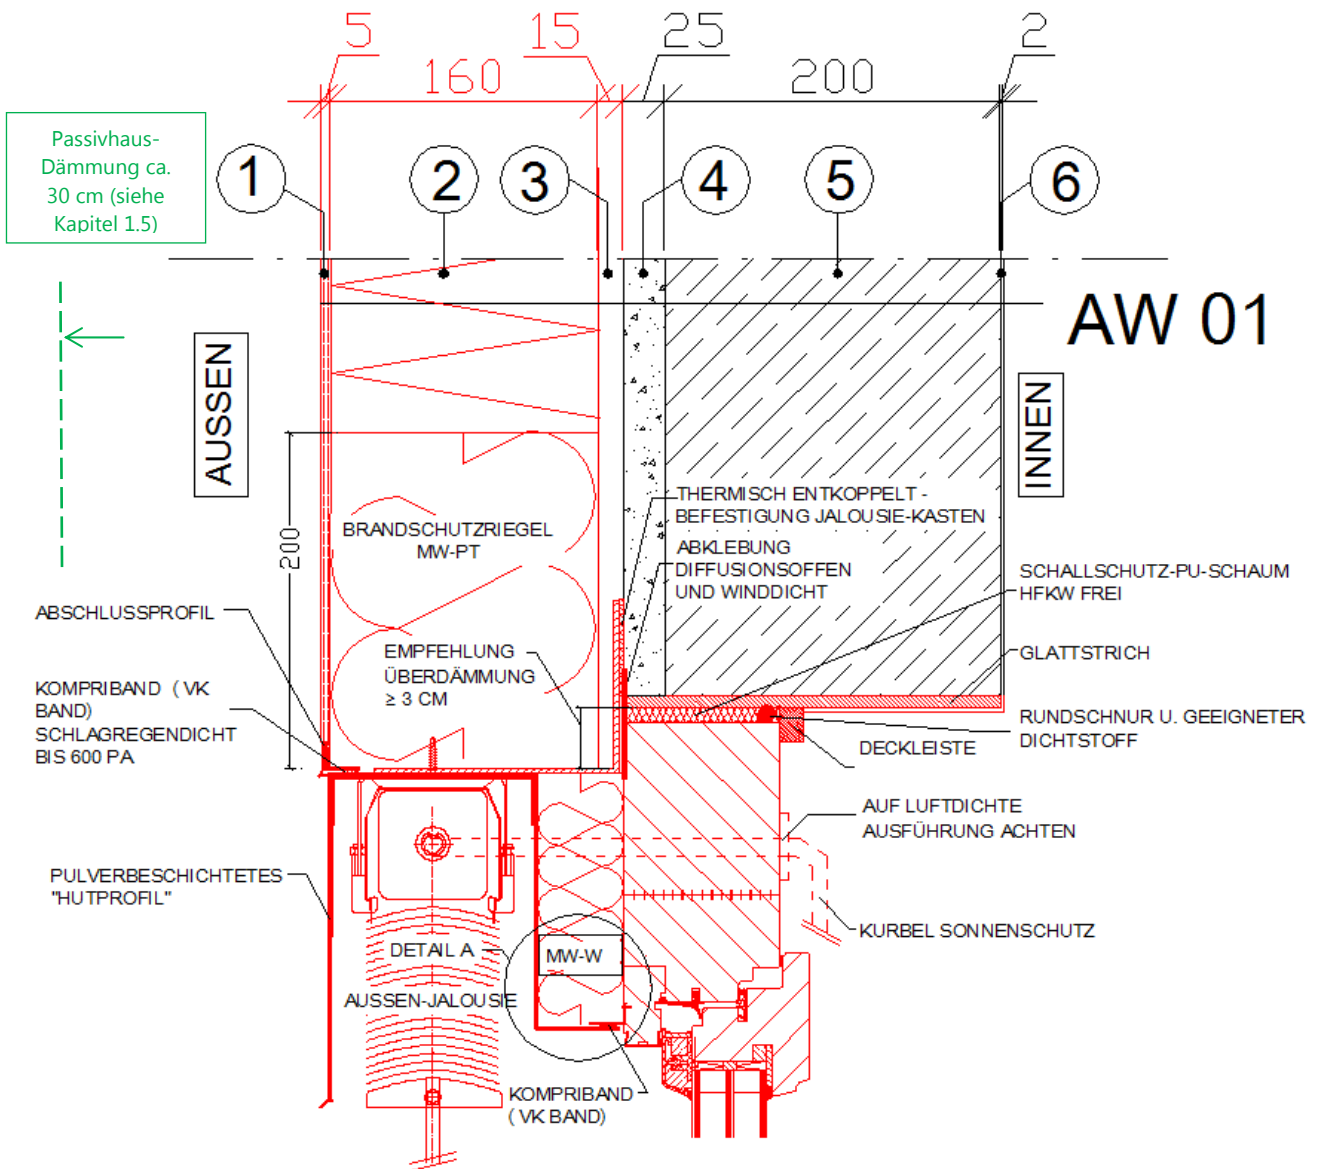 5
15
25
2
160
200
Passivhaus-
Dämmung ca.
30 cm (siehe
Kapitel 1.5)
1
2
3
4
5
6
AW 01
AUSSEN
INNEN
200
THERMISCH ENTKOPPELT -
BEFESTIGUNG JALOUSIE-KASTEN
BRANDSCHUTZRIEGEL
MW-PT
ABKLEBUNG
DIFFUSIONSOFFEN
UND WINDDICHT
SCHALLSCHUTZ-PU-SCHAUM
HFKW FREI
ABSCHLUSSPROFIL
EMPFEHLUNG
ÜBERDÄMMUNG
≥ 3 CM
GLATTSTRICH
KOMPRIBAND ( VK
BAND)
SCHLAGREGENDICHT
BIS 600 PA
RUNDSCHNUR U. GEEIGNETER
DICHTSTOFF
DECKLEISTE
AUF LUFTDICHTE
AUSFÜHRUNG ACHTEN
PULVERBESCHICHTETES
"HUTPROFIL"
KURBEL SONNENSCHUTZ
DETAIL A
MW-W
AUSSEN-JALOUSIE
KOMPRIBAND
( VK BAND)